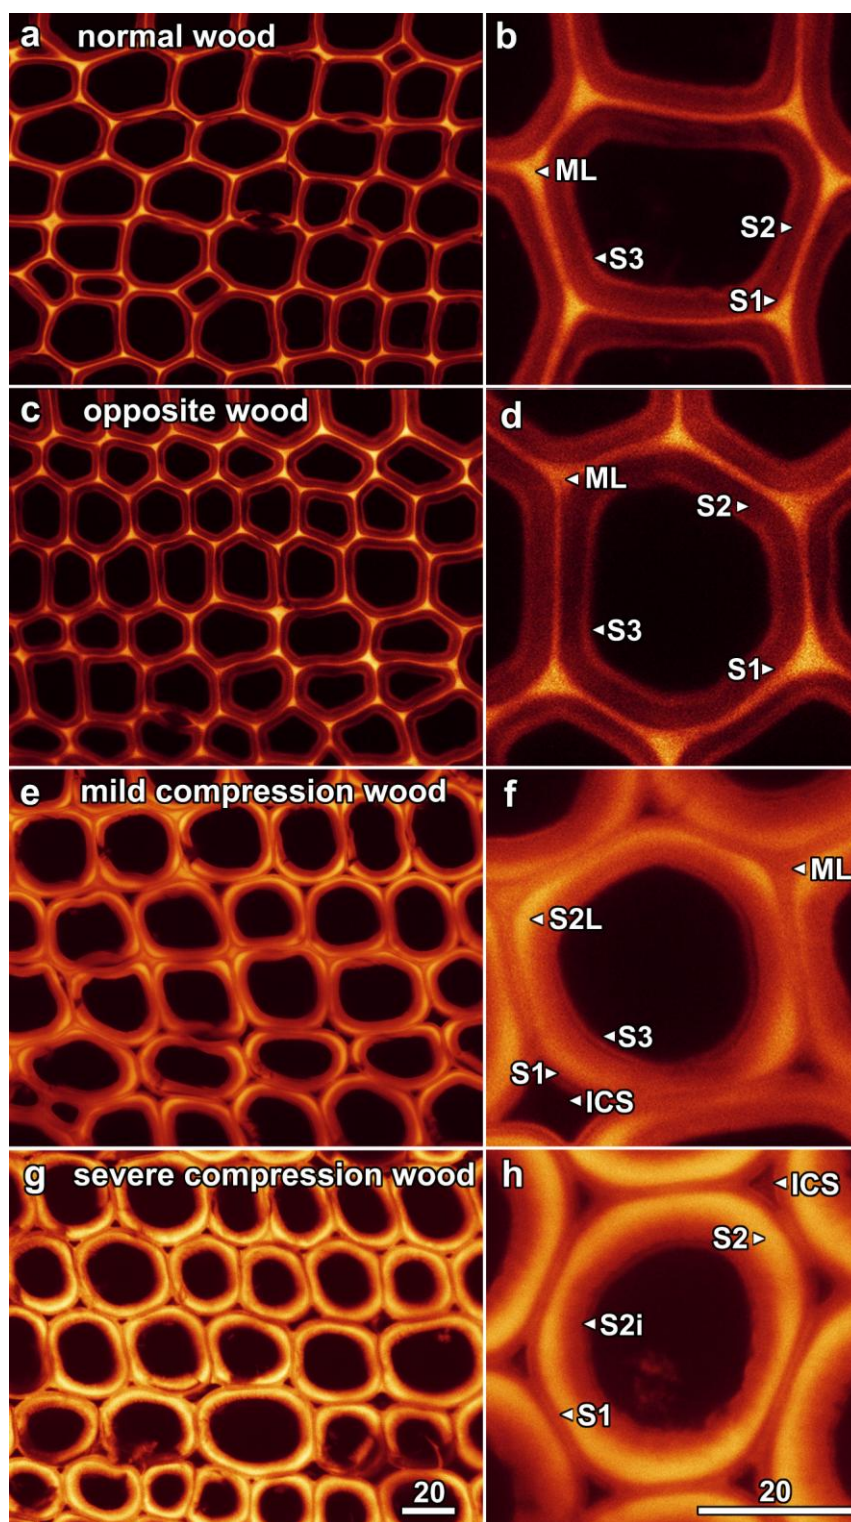 a normal wood
b
ML
S2
S3
S1
c opposite wood
d
ML
S2
S3
S1
e mild compression wood
f
ML
S2L
S3
S1
ICS
g severe compression wood
h
ICS
S2
S2i
S1
20
20